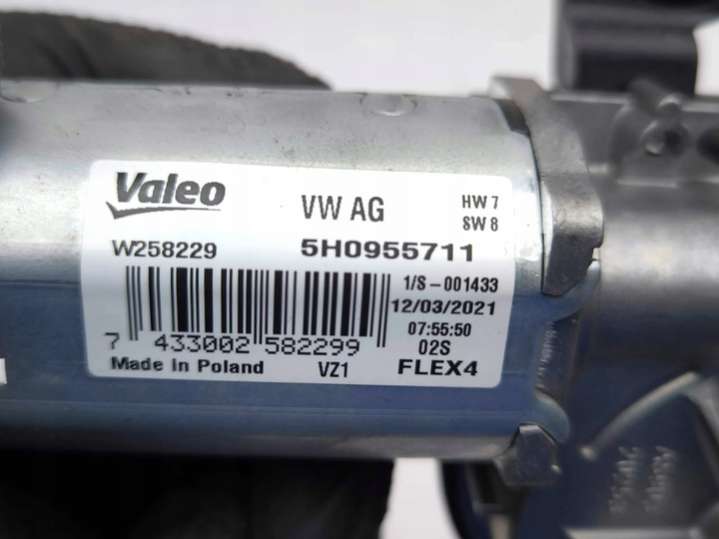 Valeo VW AG HW 7
SW 8
W258229 5H0955711
1/S-001433
12/03/2021
07:55:50
7 433002 582299 02S
Made In Poland VZ1 FLEX4